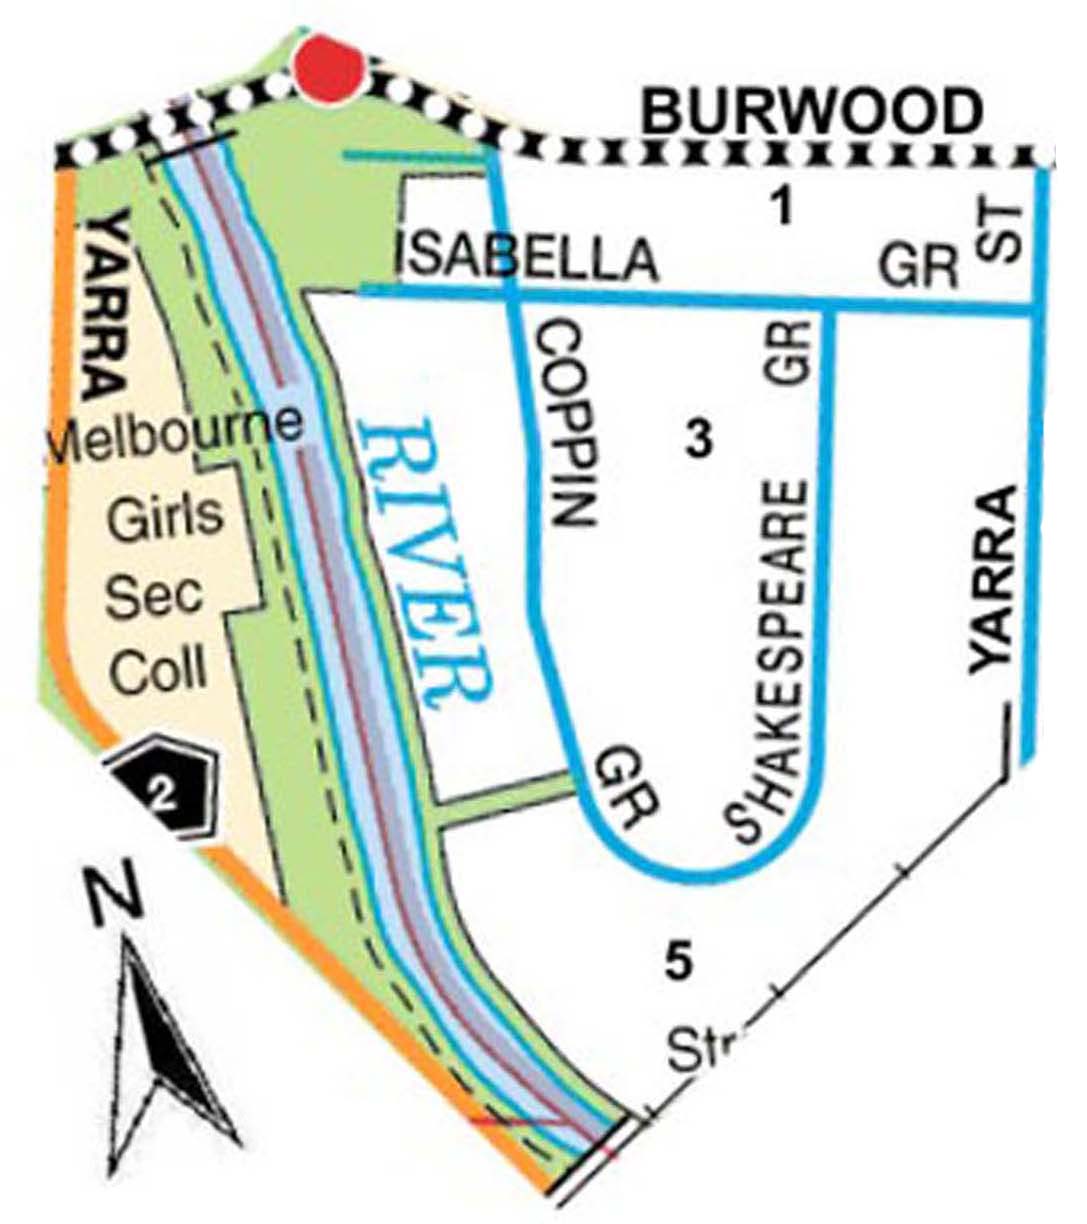 BURWOOD
1
ST
ISABELLA GR
YARRA
COPPIN GR
SHAKESPEARE GR
3
Melbourne
Girls
Sec
Coll
RIVER
YARRA
2
N
5
Str